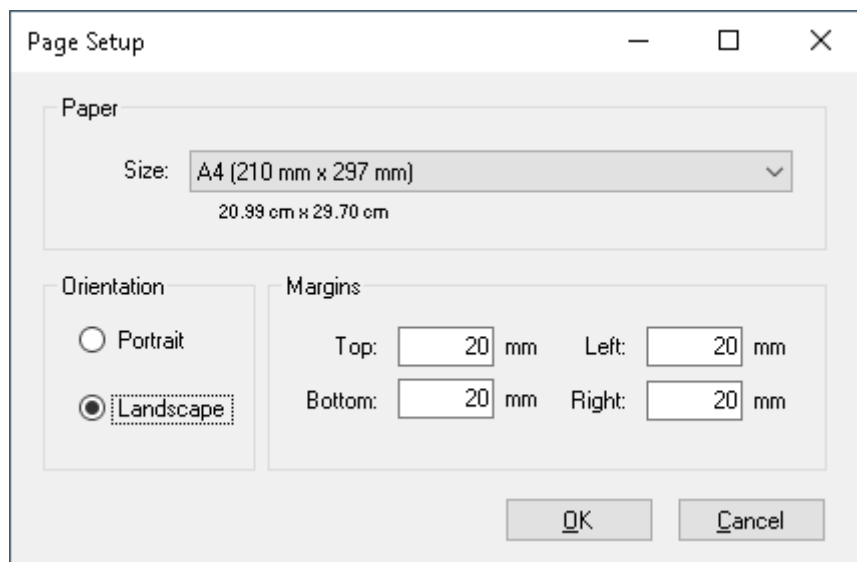 Page Setup
Paper
Size: A4 (210 mm x 297 mm)
20.99 cm x 29.70 cm
Orientation
Portrait
Landscape
Margins
Top: 20 mm Left: 20 mm
Bottom: 20 mm Right: 20 mm
OK Cancel